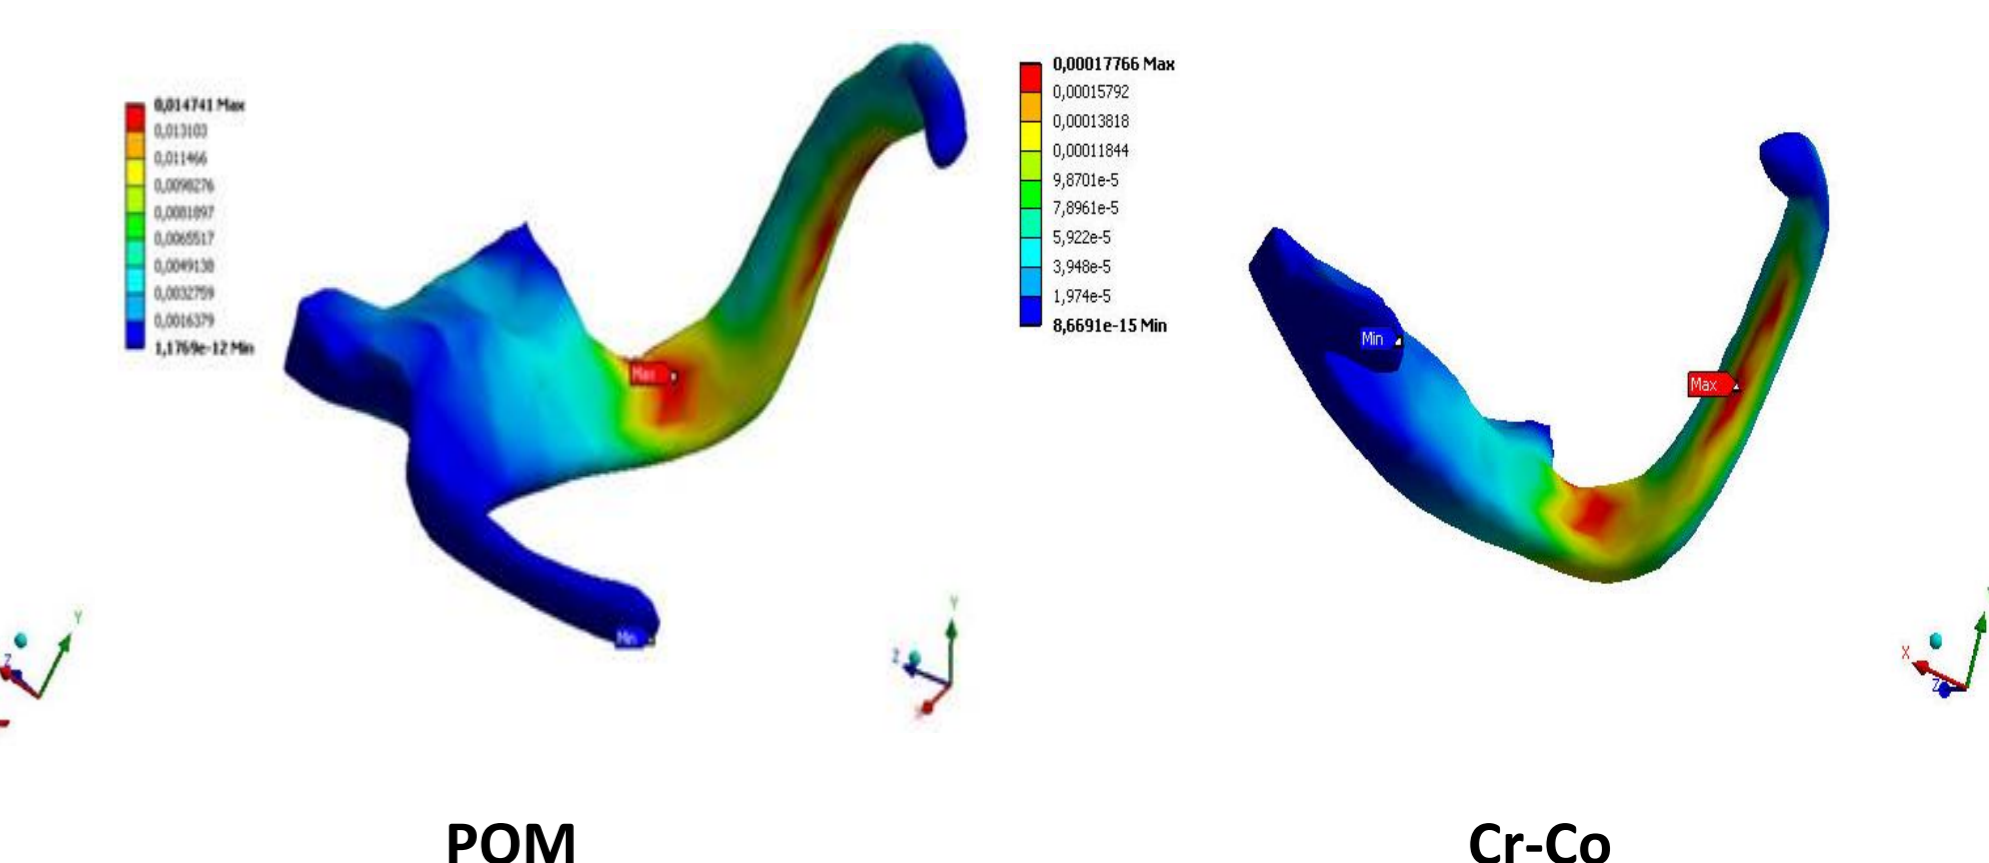 0,014741 Max
0,013103
0,011466
0,0098276
0,0081897
0,0065517
0,0049138
0,0032759
0,0016379
1,1769e-12 Min
Max
Min
Y
Z
Y
Z
X
0,00017766 Max
0,00015792
0,00013818
0,00011844
9,8701e-5
7,8961e-5
5,922e-5
3,948e-5
1,974e-5
8,6691e-15 Min
Min
Max
X
Z
POM
Cr-Co